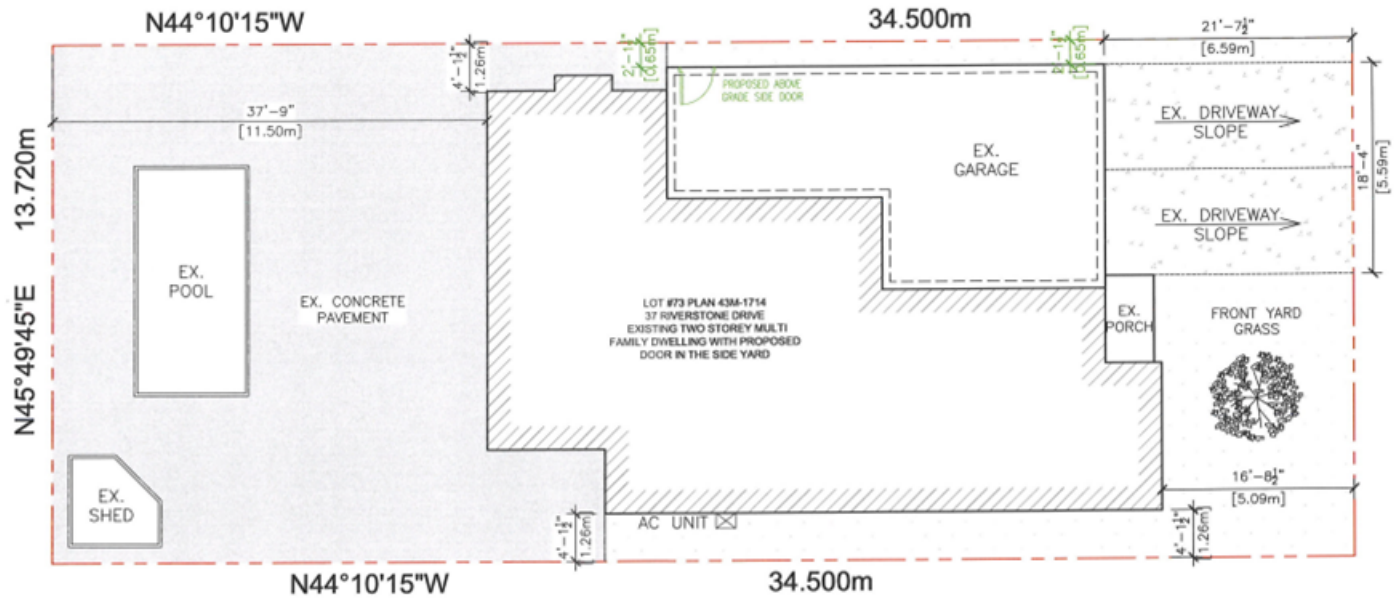 N44°10'15"W
34.500m
21'-7½"
[6.59m]
4'-1½"
[1.26m]
[0.65m]
[0.65m]
PROPOSED ABOVE
GRADE SIDE DOOR
37'-9"
[11.50m]
EX. DRIVEWAY
SLOPE
EX.
GARAGE
18'-4"
[5.59m]
13.720m
N45°49'45"E
EX. DRIVEWAY
SLOPE
EX.
POOL
EX. CONCRETE
PAVEMENT
LOT #73 PLAN 43M-1714
37 RIVERSTONE DRIVE
EXISTING TWO STOREY MULTI
FAMILY DWELLING WITH PROPOSED
DOOR IN THE SIDE YARD
EX.
PORCH
FRONT YARD
GRASS
16'-8½"
[5.09m]
EX.
SHED
AC UNIT
4'-1½"
[1.26m]
4'-1½"
[1.26m]
N44°10'15"W
34.500m